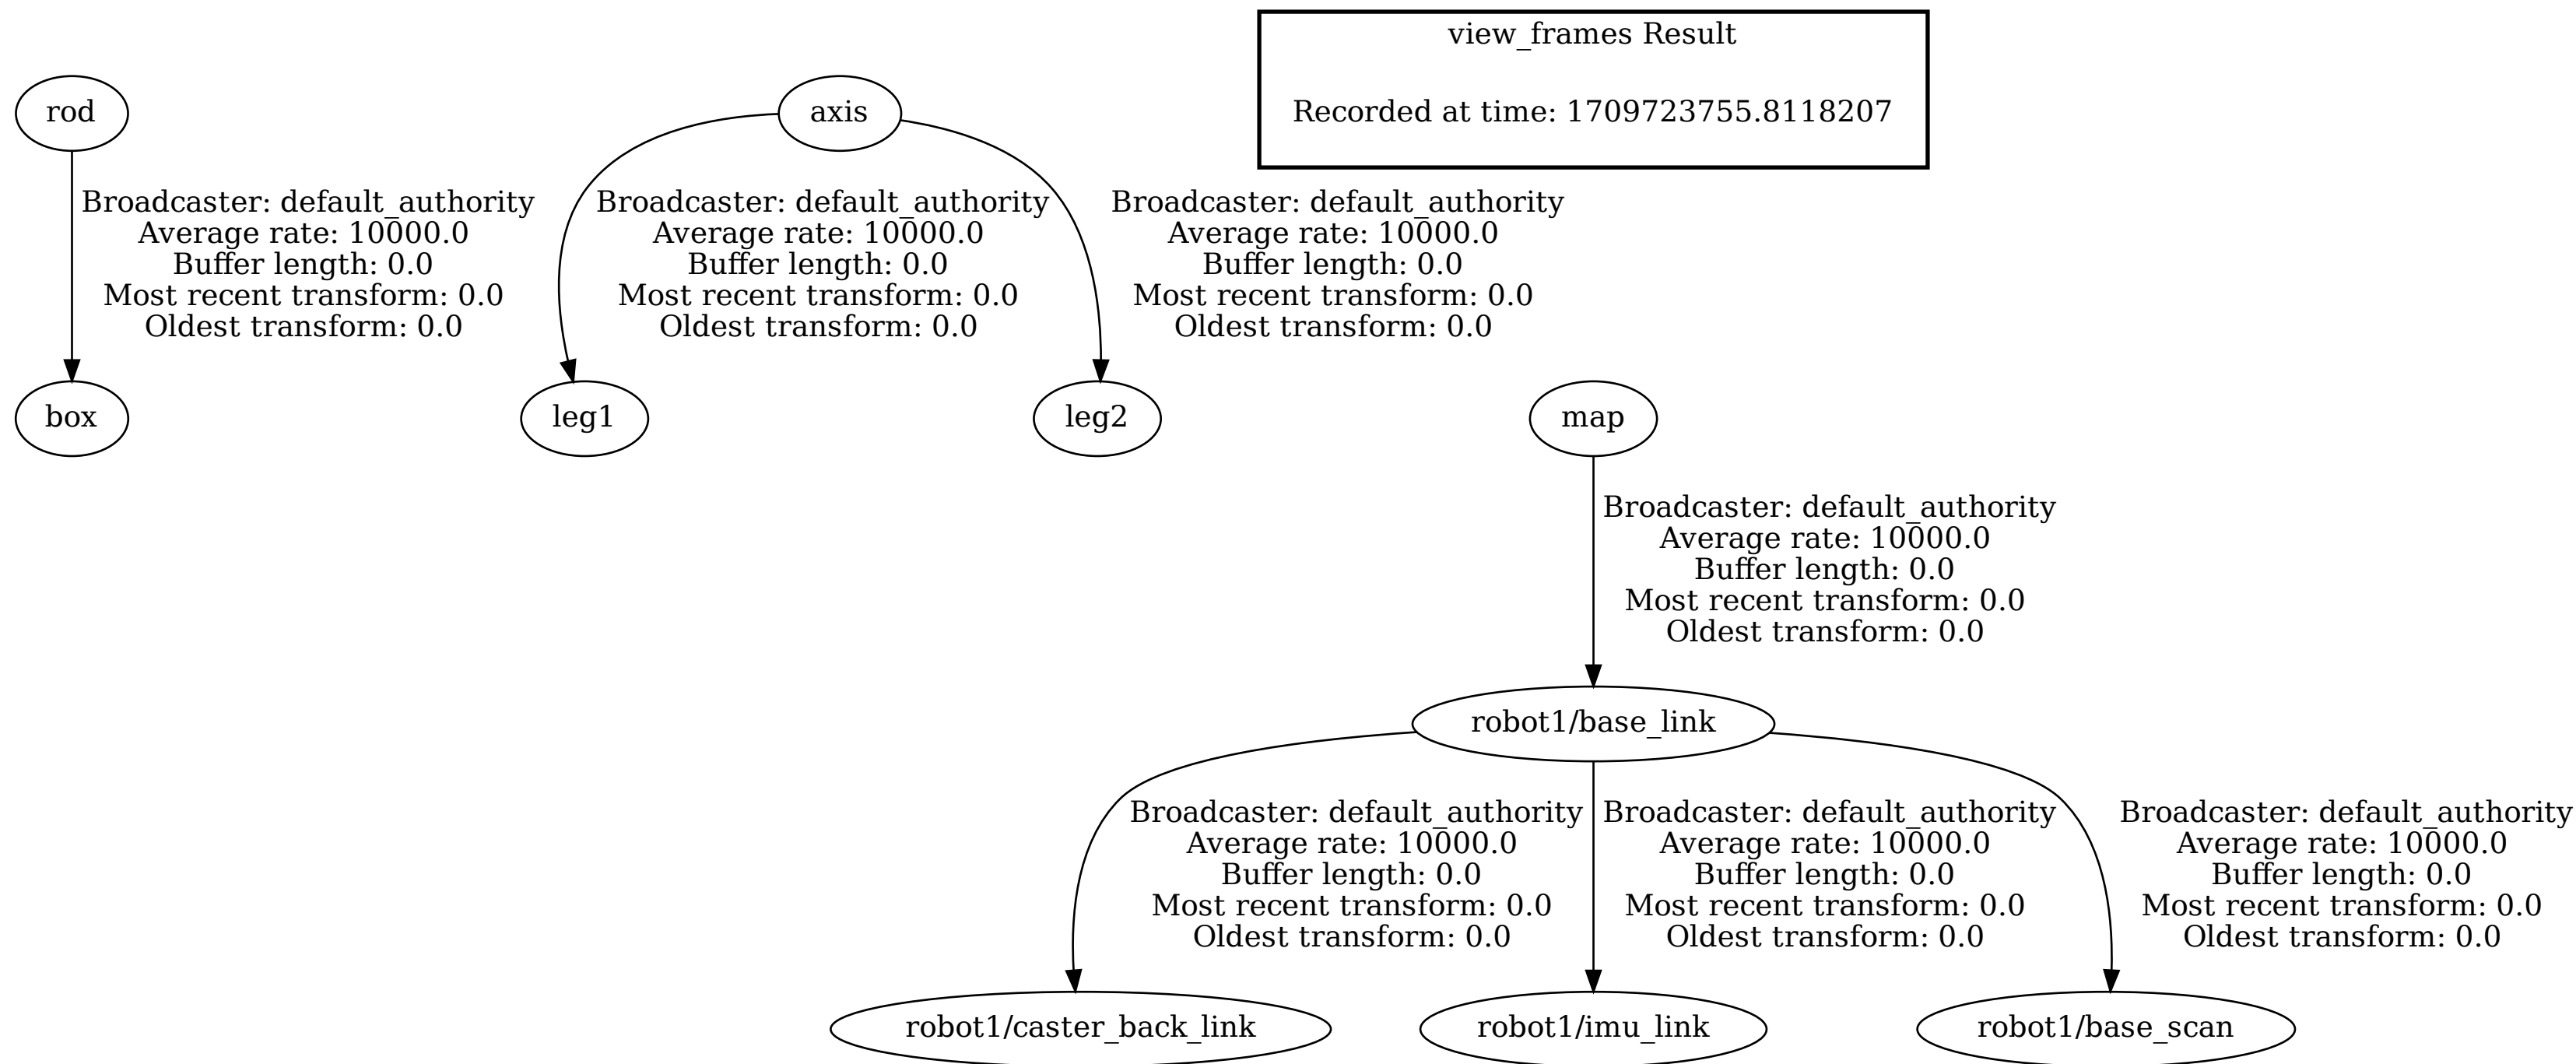 view_frames Result
Recorded at time: 1709723755.8118207
rod
axis
Broadcaster: default_authority
Average rate: 10000.0
Buffer length: 0.0
Most recent transform: 0.0
Oldest transform: 0.0
Broadcaster: default_authority
Average rate: 10000.0
Buffer length: 0.0
Most recent transform: 0.0
Oldest transform: 0.0
Broadcaster: default_authority
Average rate: 10000.0
Buffer length: 0.0
Most recent transform: 0.0
Oldest transform: 0.0
box
leg1
leg2
map
Broadcaster: default_authority
Average rate: 10000.0
Buffer length: 0.0
Most recent transform: 0.0
Oldest transform: 0.0
robot1/base_link
Broadcaster: default_authority
Average rate: 10000.0
Buffer length: 0.0
Most recent transform: 0.0
Oldest transform: 0.0
Broadcaster: default_authority
Average rate: 10000.0
Buffer length: 0.0
Most recent transform: 0.0
Oldest transform: 0.0
Broadcaster: default_authority
Average rate: 10000.0
Buffer length: 0.0
Most recent transform: 0.0
Oldest transform: 0.0
robot1/caster_back_link
robot1/imu_link
robot1/base_scan